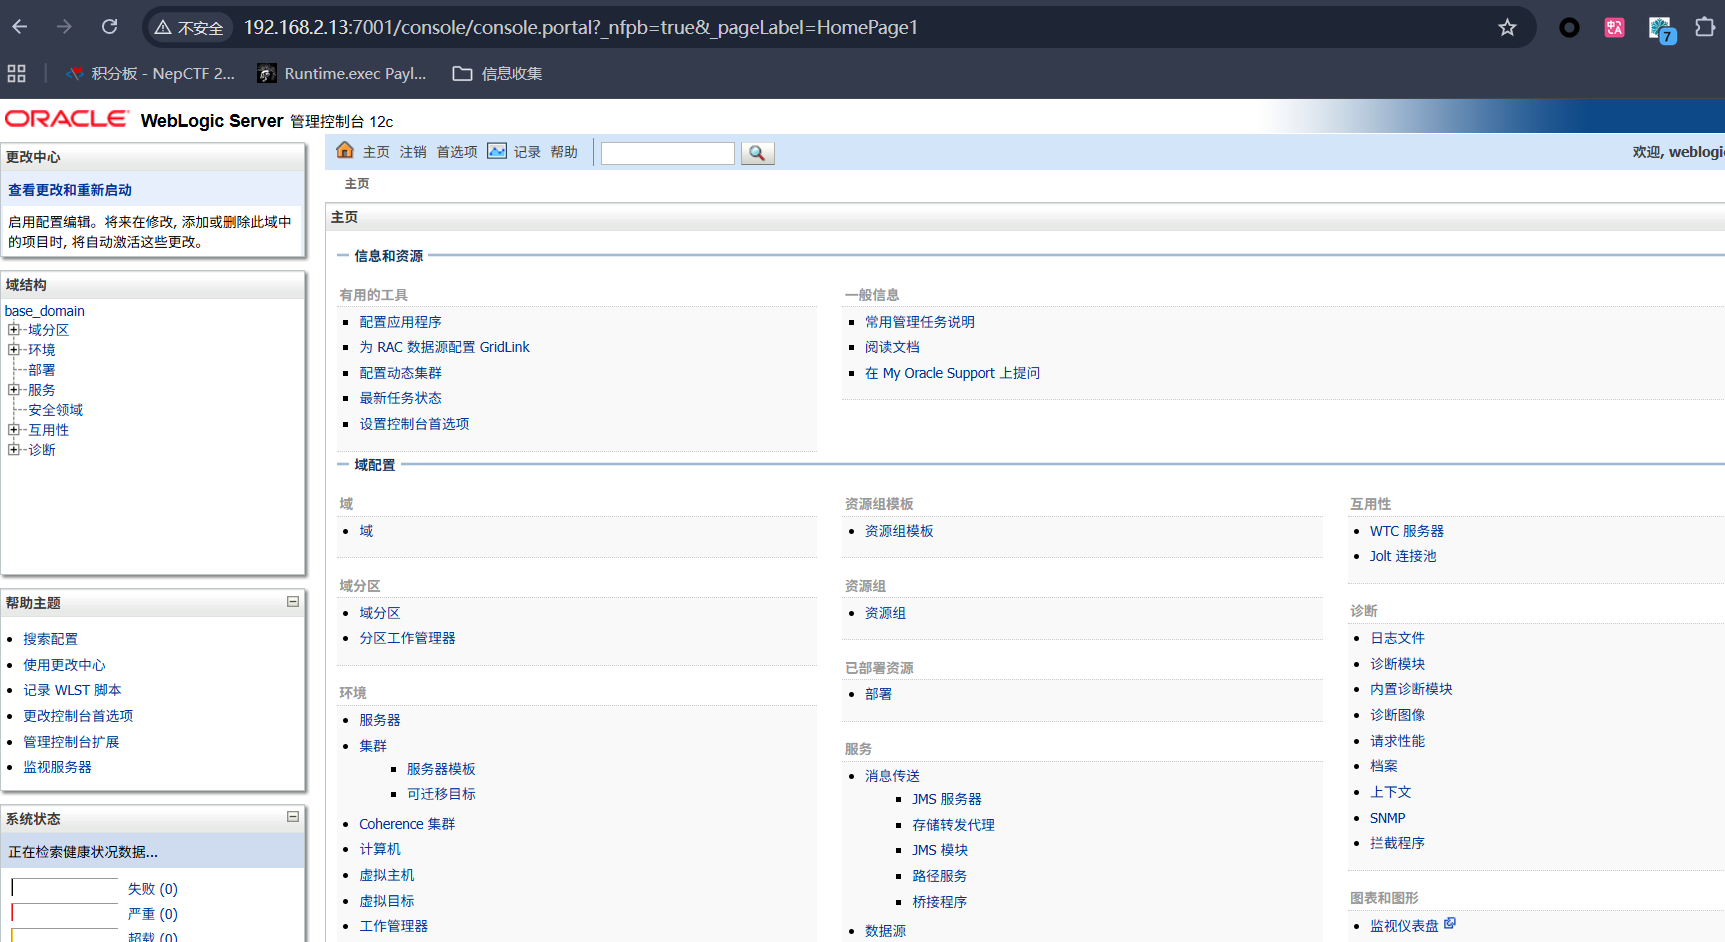 不安全 192.168.2.13:7001/console/console.portal?_nfpb=true&_pageLabel=HomePage1
7
积分板 - NepCTF 2... Runtime.exec Payl... 信息收集
ORACLE WebLogic Server 管理控制台 12c
更改中心
查看更改和重新启动
启用配置编辑。将来在修改, 添加或删除此域中
的项目时, 将自动激活这些更改。
域结构
base_domain
域分区
环境
部署
服务
安全领域
互用性
诊断
帮助主题
搜索配置
使用更改中心
记录 WLST 脚本
更改控制台首选项
管理控制台扩展
监视服务器
系统状态
正在检索健康状况数据...
失败 (0)
严重 (0)
超载 (0)
主页 注销 首选项 记录 帮助
欢迎, weblogic
主页
主页
信息和资源
有用的工具
配置应用程序
为 RAC 数据源配置 GridLink
配置动态集群
最新任务状态
设置控制台首选项
一般信息
常用管理任务说明
阅读文档
在 My Oracle Support 上提问
域配置
域
域
域分区
域分区
分区工作管理器
环境
服务器
集群
服务器模板
可迁移目标
Coherence 集群
计算机
虚拟主机
虚拟目标
工作管理器
资源组模板
资源组模板
资源组
资源组
已部署资源
部署
服务
消息传送
JMS 服务器
存储转发代理
JMS 模块
路径服务
桥接程序
数据源
互用性
WTC 服务器
Jolt 连接池
诊断
日志文件
诊断模块
内置诊断模块
诊断图像
请求性能
档案
上下文
SNMP
拦截程序
图表和图形
监视仪表盘